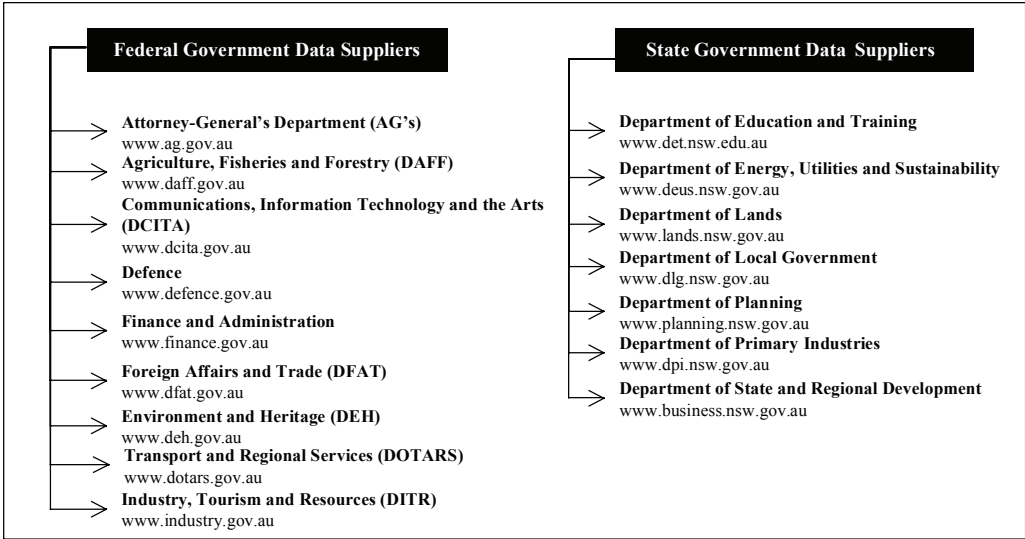 Federal Government Data Suppliers
Attorney-General’s Department (AG’s)
www.ag.gov.au
Agriculture, Fisheries and Forestry (DAFF)
www.daff.gov.au
Communications, Information Technology and the Arts
(DCITA)
www.dcita.gov.au
Defence
www.defence.gov.au
Finance and Administration
www.finance.gov.au
Foreign Affairs and Trade (DFAT)
www.dfat.gov.au
Environment and Heritage (DEH)
www.deh.gov.au
Transport and Regional Services (DOTARS)
www.dotars.gov.au
Industry, Tourism and Resources (DITR)
www.industry.gov.au
State Government Data Suppliers
Department of Education and Training
www.det.nsw.edu.au
Department of Energy, Utilities and Sustainability
www.deus.nsw.gov.au
Department of Lands
www.lands.nsw.gov.au
Department of Local Government
www.dlg.nsw.gov.au
Department of Planning
www.planning.nsw.gov.au
Department of Primary Industries
www.dpi.nsw.gov.au
Department of State and Regional Development
www.business.nsw.gov.au